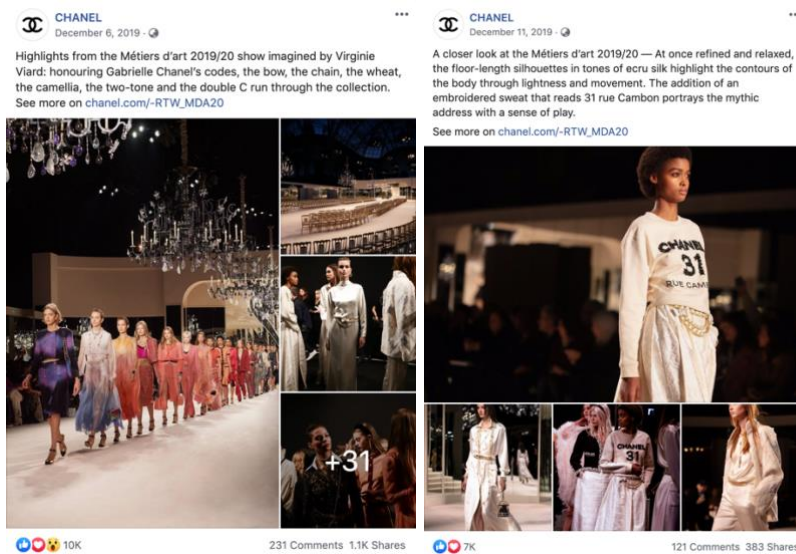 CHANEL
December 6, 2019 ·
Highlights from the Métiers d'art 2019/20 show imagined by Virginie
Viard: honouring Gabrielle Chanel's codes, the bow, the chain, the wheat,
the camellia, the two-tone and the double C run through the collection.
See more on chanel.com/-RTW_MDA20
+31
10K
231 Comments 1.1K Shares
CHANEL
December 11, 2019 ·
A closer look at the Métiers d'art 2019/20 — At once refined and relaxed,
the floor-length silhouettes in tones of ecru silk highlight the contours of
the body through lightness and movement. The addition of an
embroidered sweat that reads 31 rue Cambon portrays the mythic
address with a sense of play.
See more on chanel.com/-RTW_MDA20
CHANEL
31
RUE CAMB
CHANEL
31
7K
121 Comments 383 Shares